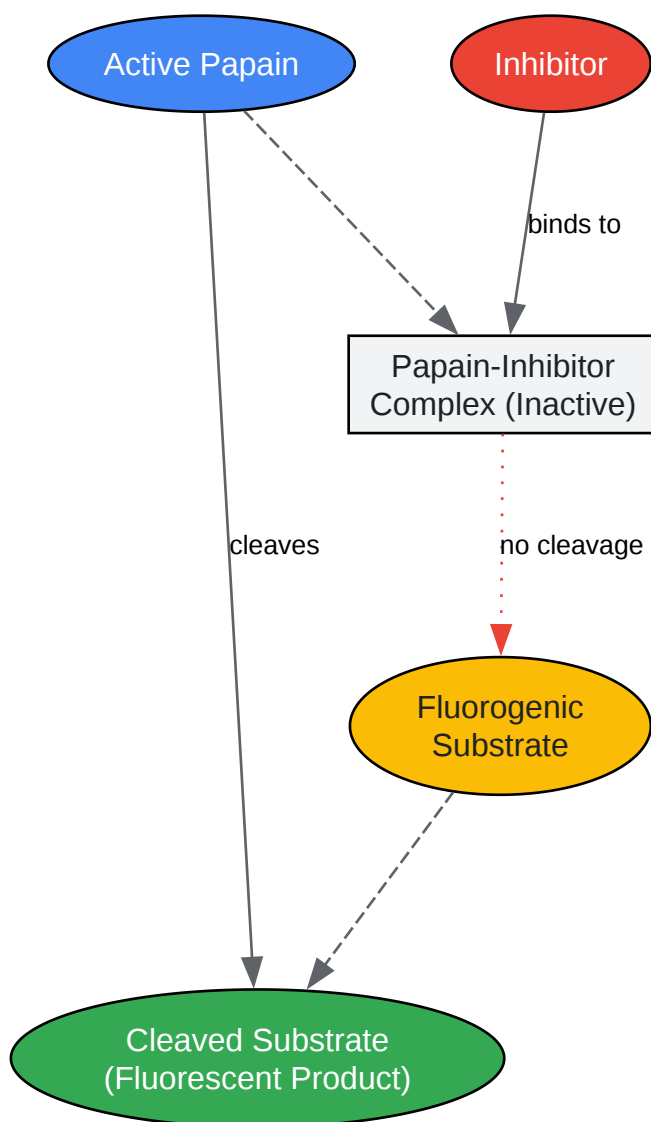 Active Papain
Inhibitor
binds to
Papain-Inhibitor
Complex (Inactive)
cleaves
no cleavage
Fluorogenic
Substrate
Cleaved Substrate
(Fluorescent Product)